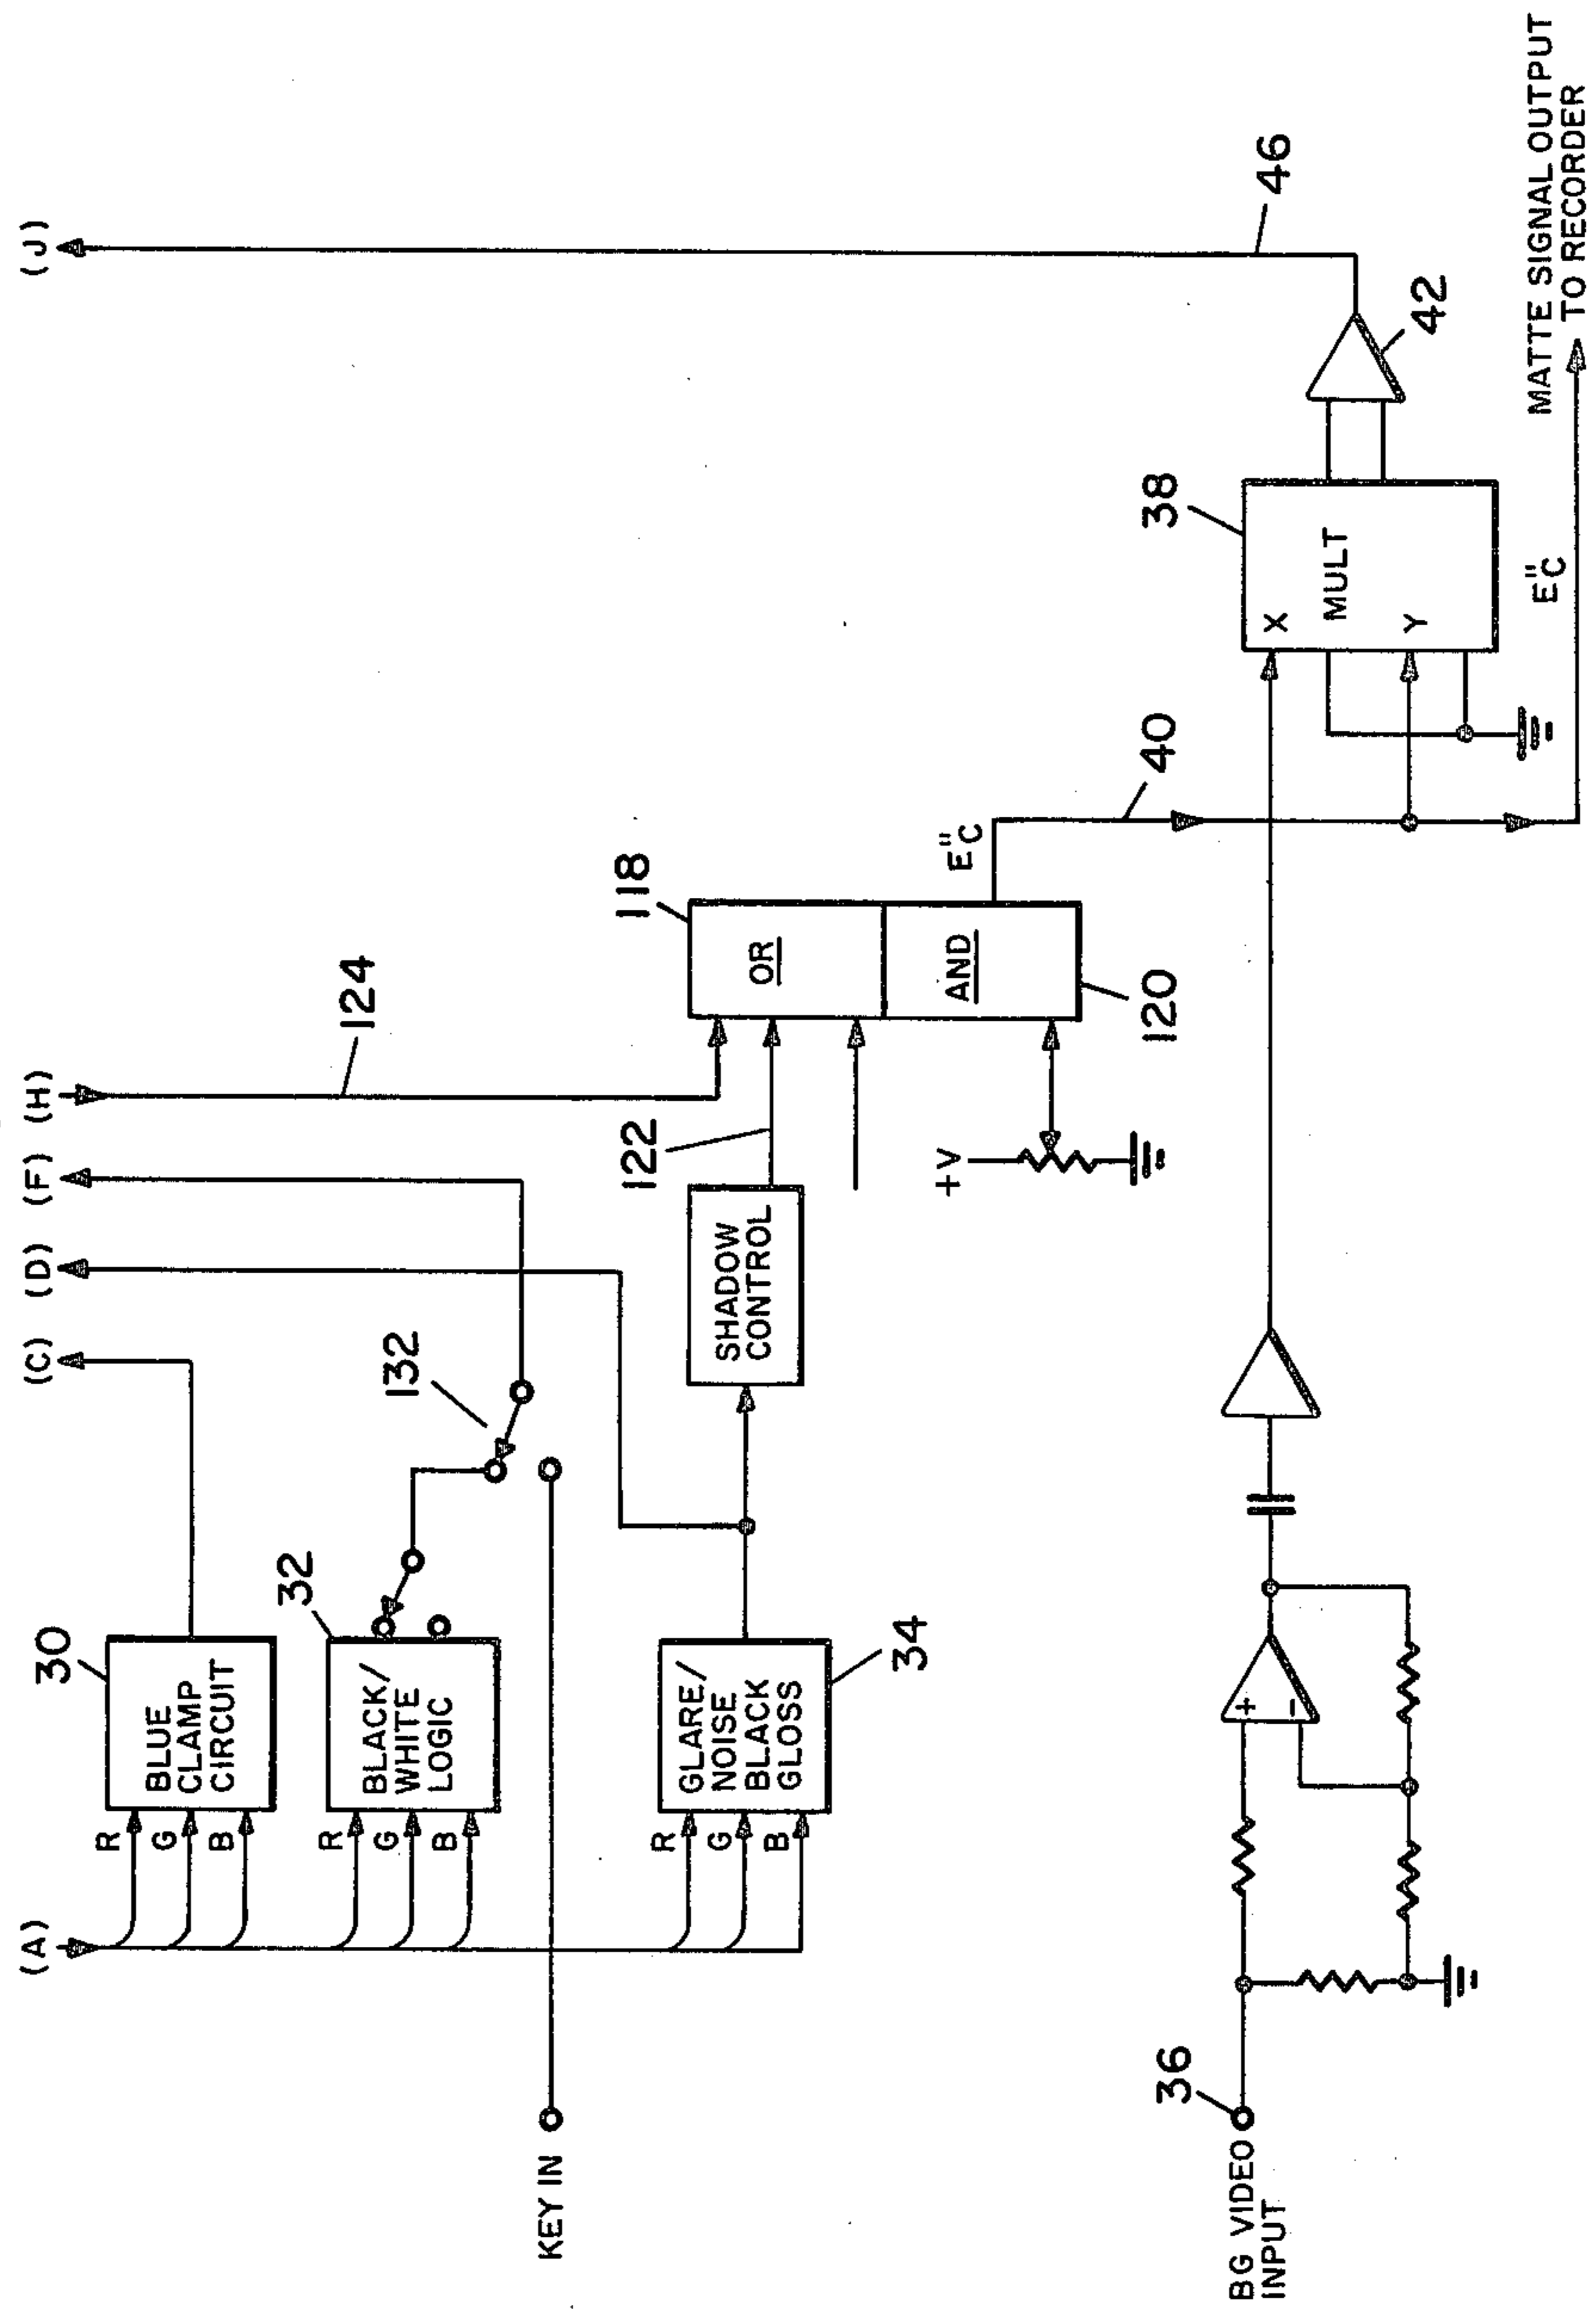 (A)
(C)
(D)
(F)
(H)
(J)
30
R
G
B
BLUE
CLAMP
CIRCUIT
32
R
G
B
BLACK/
WHITE
LOGIC
132
KEY IN
R
G
B
GLARE/
NOISE
BLACK
GLOSS
34
SHADOW
CONTROL
122
124
118
OR
AND
120
+V
E"C
40
36
BG VIDEO
INPUT
+
−
38
X
MULT
Y
42
46
E"C
MATTE SIGNAL OUTPUT
TO RECORDER